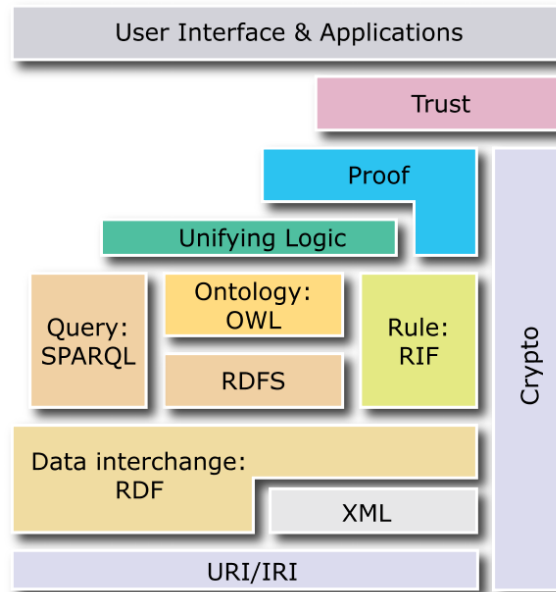 User Interface & Applications
Trust
Proof
Unifying Logic
Ontology:
OWL
Query:
SPARQL
Rule:
RIF
RDFS
Crypto
Data interchange:
RDF
XML
URI/IRI